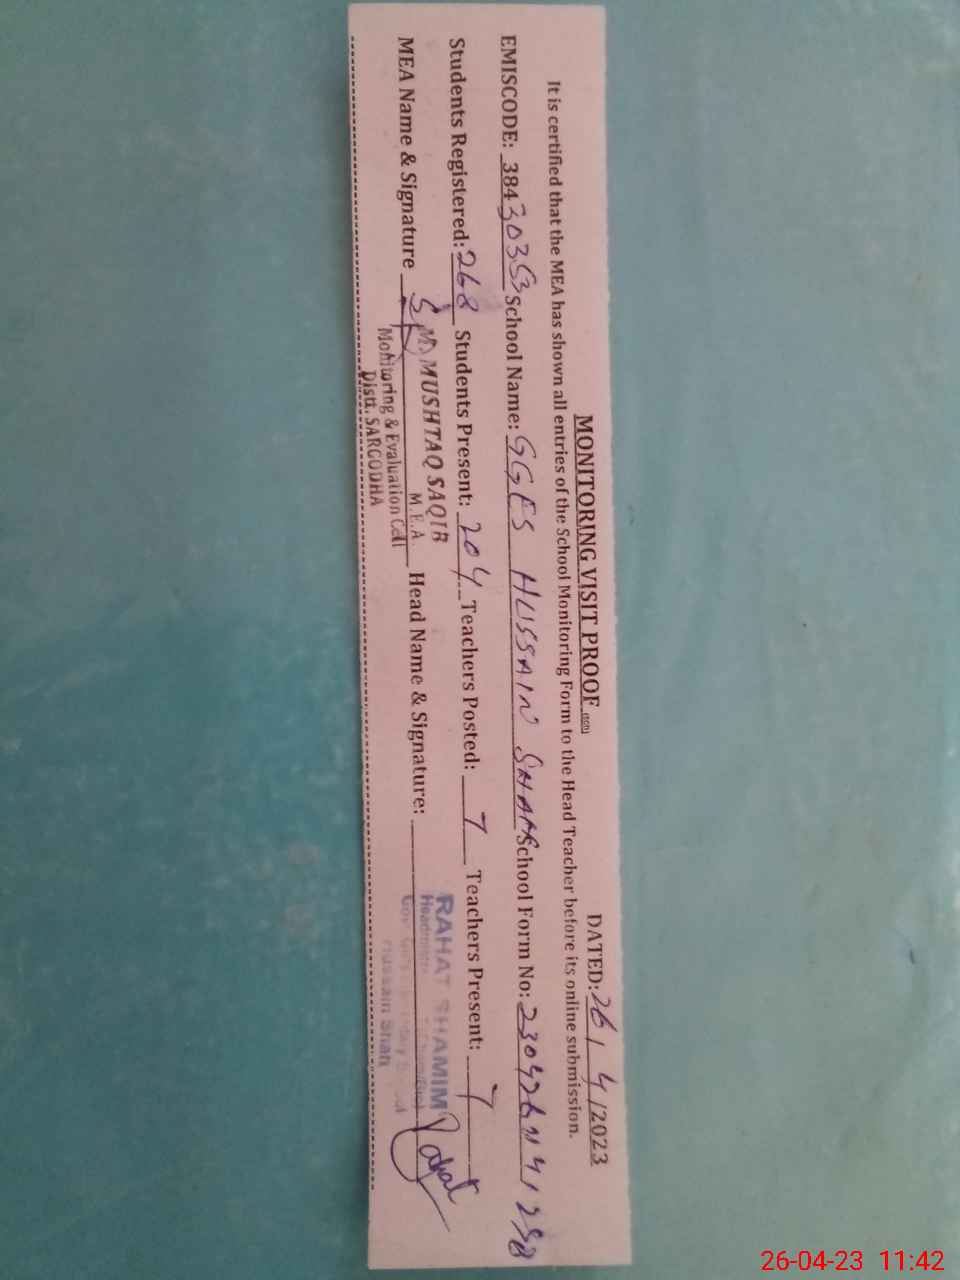 MONITORING VISIT PROOF
DATED: 26/4/2023
It is certified that the MEA has shown all entries of the School Monitoring Form to the Head Teacher before its online submission.
EMISCODE: 38430353 School Name: GGES HUSSAIN SHAH School Form No:
Students Registered: 268 Students Present: 204 Teachers Posted: 7 Teachers Present: 7
MEA Name & Signature Head Name & Signature:
MUSHTAQ SAQIB
M.E.A.
Monitoring & Evaluation Cell
Distt. SARGODHA
RAHAT SHAMIM
Hussain Shah
26-04-23 11:42